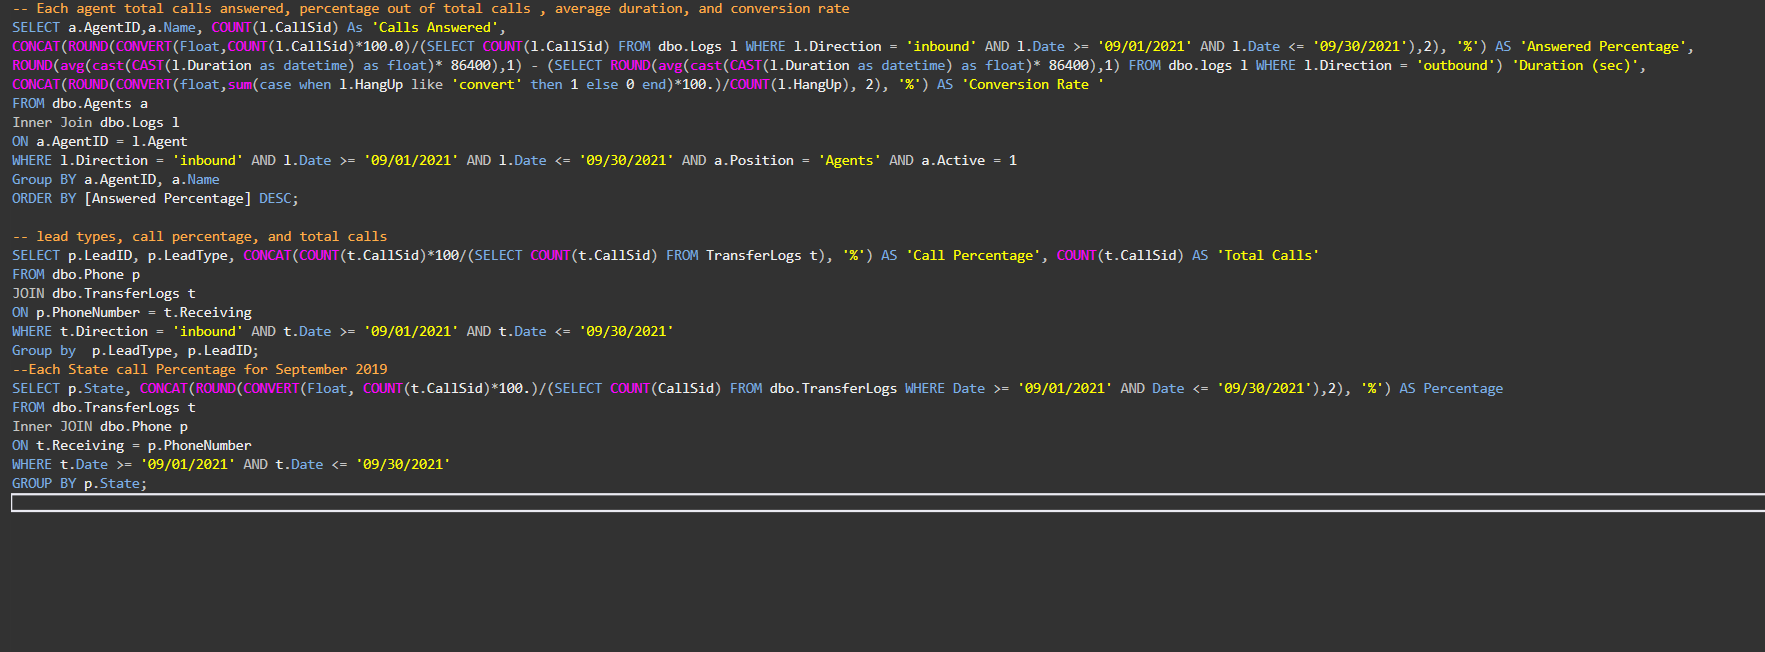 -- Each agent total calls answered, percentage out of total calls , average duration, and conversion rate
SELECT a.AgentID,a.Name, COUNT(l.CallSid) As 'Calls Answered',
CONCAT(ROUND(CONVERT(Float,COUNT(l.CallSid)*100.0)/(SELECT COUNT(l.CallSid) FROM dbo.Logs l WHERE l.Direction = 'inbound' AND l.Date >= '09/01/2021' AND l.Date <= '09/30/2021'),2), '%') AS 'Answered Percentage',
ROUND(avg(cast(CAST(l.Duration as datetime) as float)* 86400),1) - (SELECT ROUND(avg(cast(CAST(l.Duration as datetime) as float)* 86400),1) FROM dbo.logs l WHERE l.Direction = 'outbound') 'Duration (sec)',
CONCAT(ROUND(CONVERT(float,sum(case when l.HangUp like 'convert' then 1 else 0 end)*100.)/COUNT(l.HangUp), 2), '%') AS 'Conversion Rate '
FROM dbo.Agents a
Inner Join dbo.Logs l
ON a.AgentID = l.Agent
WHERE l.Direction = 'inbound' AND l.Date >= '09/01/2021' AND l.Date <= '09/30/2021' AND a.Position = 'Agents' AND a.Active = 1
Group BY a.AgentID, a.Name
ORDER BY [Answered Percentage] DESC;
-- lead types, call percentage, and total calls
SELECT p.LeadID, p.LeadType, CONCAT(COUNT(t.CallSid)*100/(SELECT COUNT(t.CallSid) FROM TransferLogs t), '%') AS 'Call Percentage', COUNT(t.CallSid) AS 'Total Calls'
FROM dbo.Phone p
JOIN dbo.TransferLogs t
ON p.PhoneNumber = t.Receiving
WHERE t.Direction = 'inbound' AND t.Date >= '09/01/2021' AND t.Date <= '09/30/2021'
Group by  p.LeadType, p.LeadID;
--Each State call Percentage for September 2019
SELECT p.State, CONCAT(ROUND(CONVERT(Float, COUNT(t.CallSid)*100.)/(SELECT COUNT(CallSid) FROM dbo.TransferLogs WHERE Date >= '09/01/2021' AND Date <= '09/30/2021'),2), '%') AS Percentage
FROM dbo.TransferLogs t
Inner JOIN dbo.Phone p
ON t.Receiving = p.PhoneNumber
WHERE t.Date >= '09/01/2021' AND t.Date <= '09/30/2021'
GROUP BY p.State;